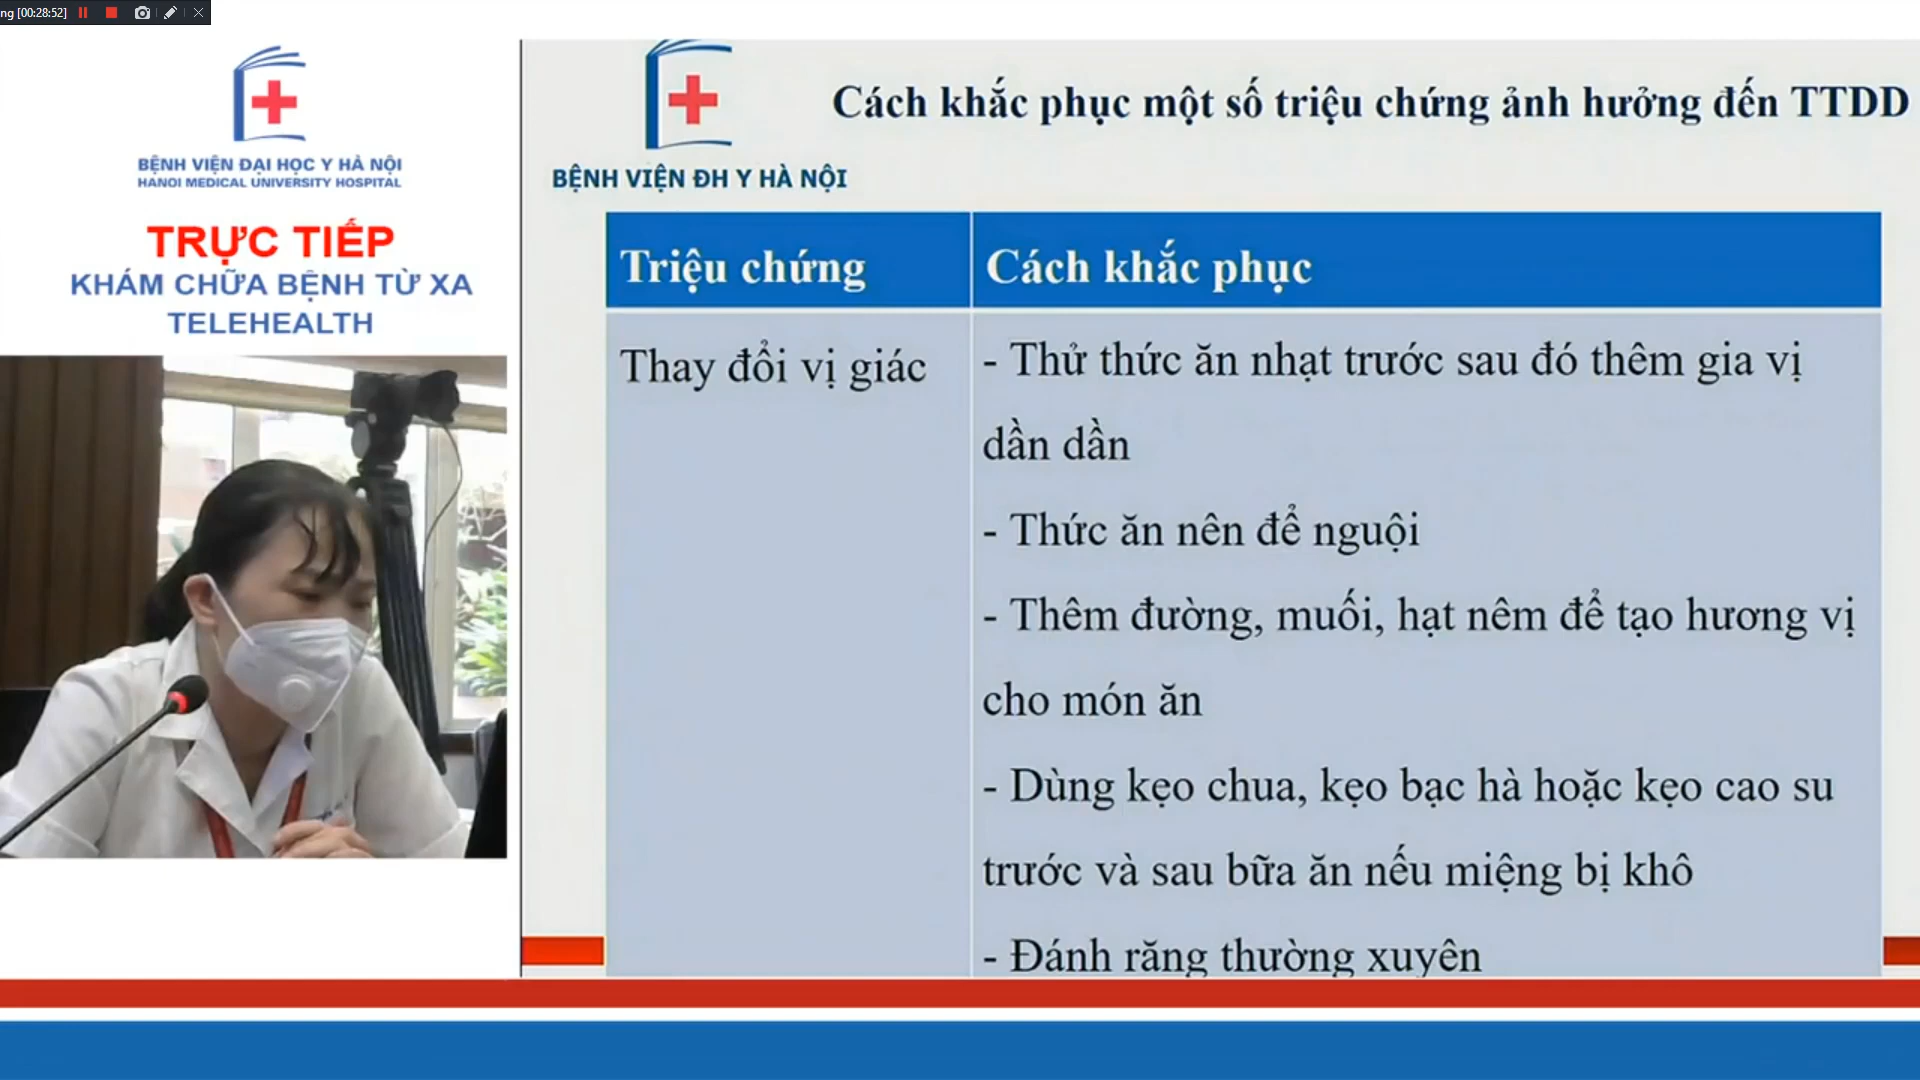 ng [00:28:52]
BỆNH VIỆN ĐẠI HỌC Y HÀ NỘI
HANOI MEDICAL UNIVERSITY HOSPITAL
TRỰC TIẾP
KHÁM CHỮA BỆNH TỪ XA
TELEHEALTH
BỆNH VIỆN ĐH Y HÀ NỘI
Cách khắc phục một số triệu chứng ảnh hưởng đến TTDD
Triệu chứng
Cách khắc phục
Thay đổi vị giác
- Thử thức ăn nhạt trước sau đó thêm gia vị
dần dần
- Thức ăn nên để nguội
- Thêm đường, muối, hạt nêm để tạo hương vị
cho món ăn
- Dùng kẹo chua, kẹo bạc hà hoặc kẹo cao su
trước và sau bữa ăn nếu miệng bị khô
- Đánh răng thường xuyên